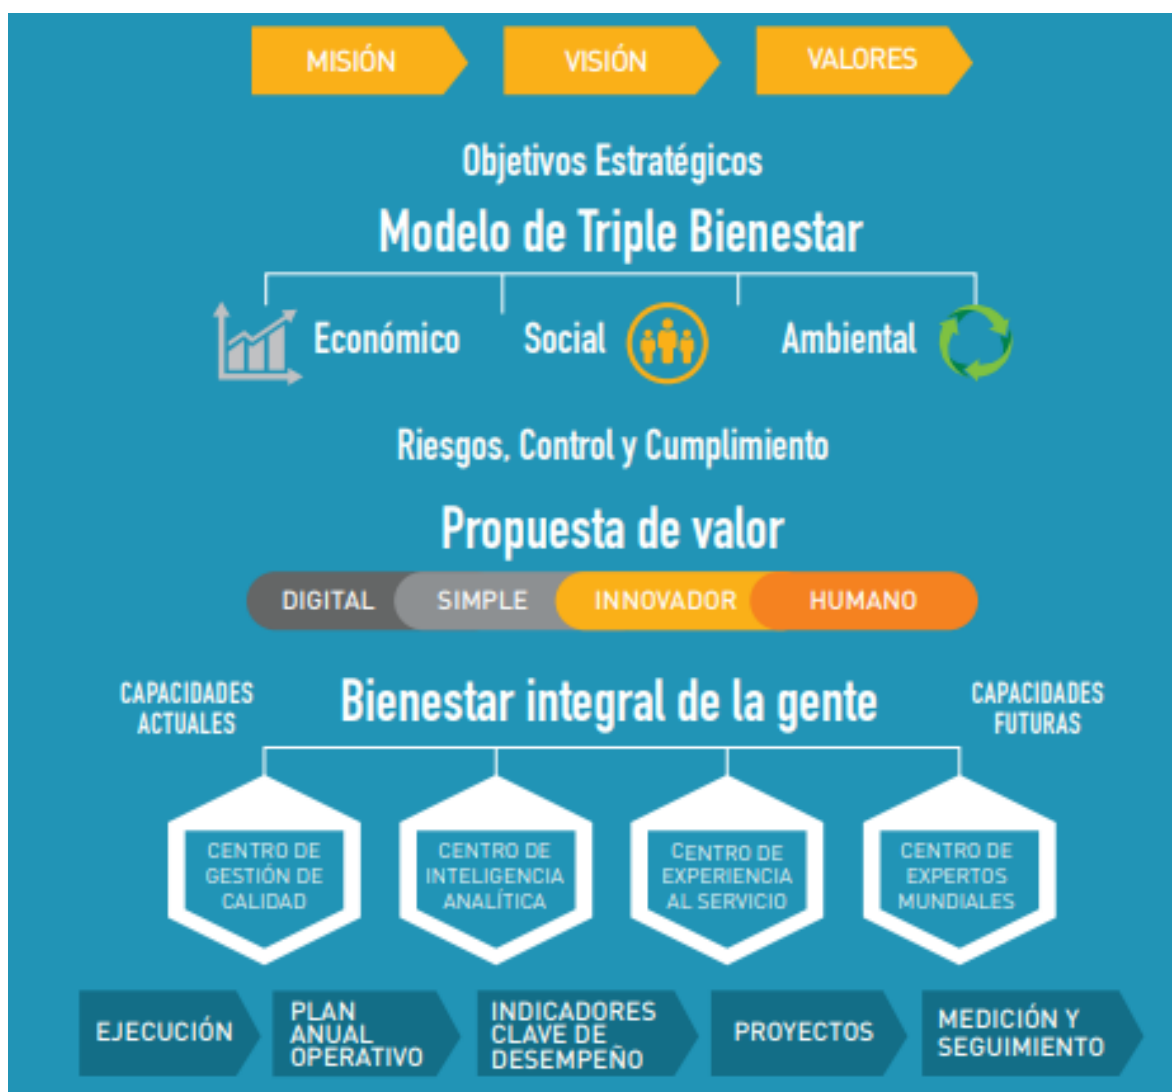 MISIÓN
VISIÓN
VALORES
Objetivos Estratégicos
Modelo de Triple Bienestar
Económico
Social
Ambiental
Riesgos, Control y Cumplimiento
Propuesta de valor
DIGITAL
SIMPLE
INNOVADOR
HUMANO
CAPACIDADES
ACTUALES
Bienestar integral de la gente
CAPACIDADES
FUTURAS
CENTRO DE
GESTIÓN DE
CALIDAD
CENTRO DE
INTELIGENCIA
ANALÍTICA
CENTRO DE
EXPERIENCIA
AL SERVICIO
CENTRO DE
EXPERTOS
MUNDIALES
EJECUCIÓN
PLAN
ANUAL
OPERATIVO
INDICADORES
CLAVE DE
DESEMPEÑO
PROYECTOS
MEDICIÓN Y
SEGUIMIENTO